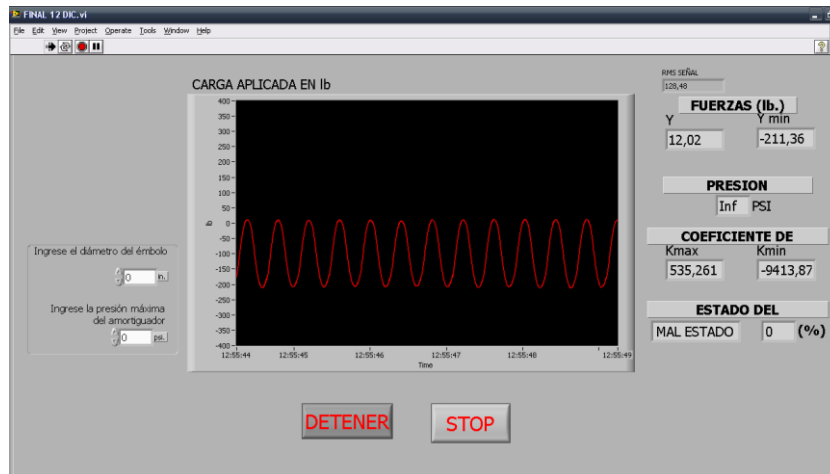 FINAL 12 DIC.vi
File Edit View Project Operate Tools Window Help
CARGA APLICADA EN lb
400
350
300
250
200
150
100
50
0
-50
-100
-150
-200
-250
-300
-350
-400
lb
12:55:44 12:55:45 12:55:46 12:55:47 12:55:48 12:55:49
Time
Ingrese el diámetro del émbolo
0 in.
Ingrese la presión máxima
del amortiguador
0 psi.
RMS SEÑAL
128,48
FUERZAS (lb.)
Y Y min
12,02 -211,36
PRESION
Inf PSI
COEFICIENTE DE
Kmax Kmin
535,261 -9413,87
ESTADO DEL
MAL ESTADO 0 (%)
DETENER STOP